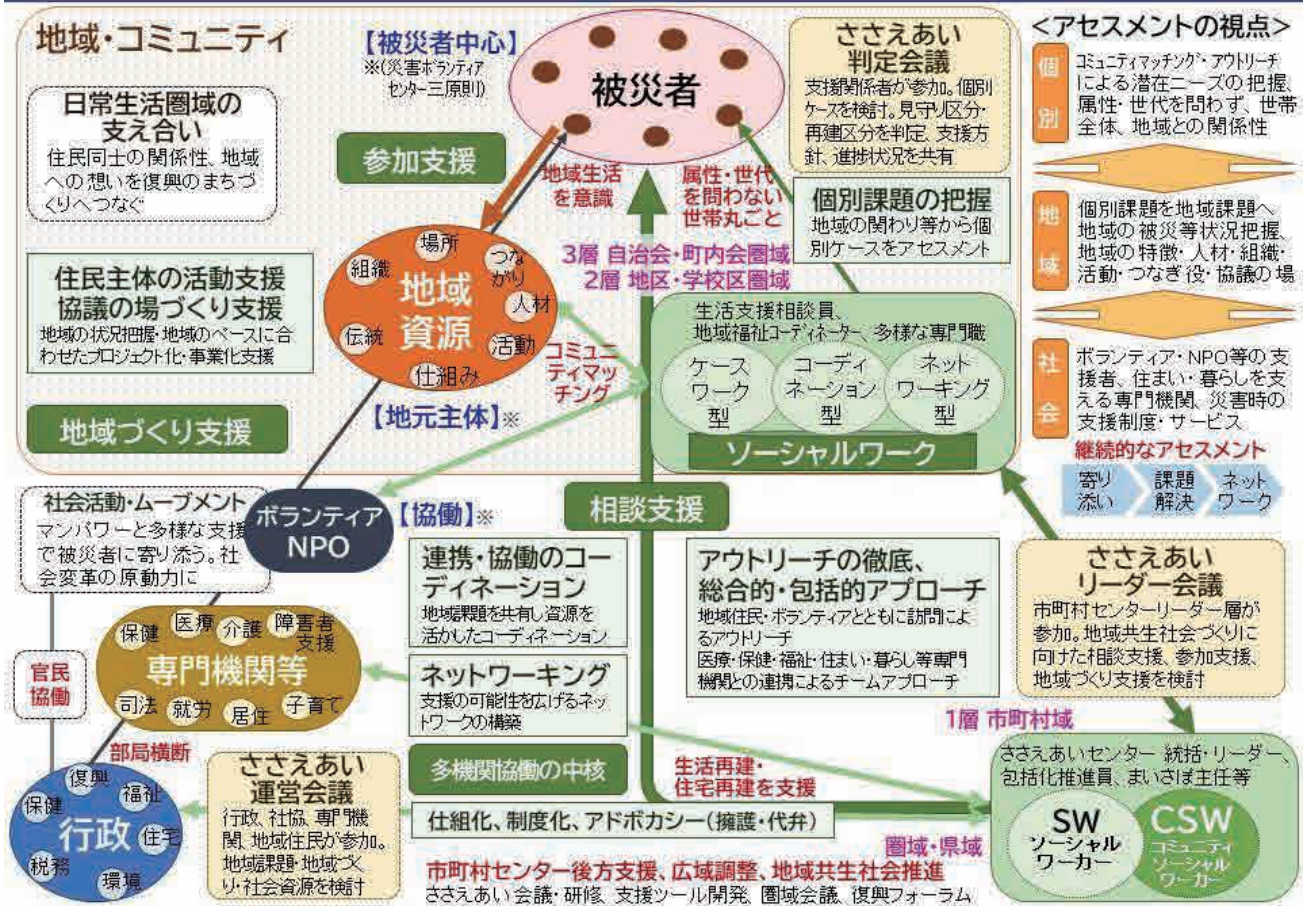 地域・コミュニティ
日常生活圏域の
支え合い
住民同士の関係性、地域
への想いを復興のまちづ
くりへつなぐ
【被災者中心】
※(災害ボランティア
センター三原則)
被災者
参加支援
地域生活
を意識
属性・世代
を問わない
世帯丸ごと
ささえあい
判定会議
支援関係者が参加。個別
ケースを検討。見守り区分・
再建区分を判定、支援方
針、進捗状況を共有
個別課題の把握
地域の関わり等から個
別ケースをアセスメント
住民主体の活動支援
協議の場づくり支援
地域の状況把握・地域のペースに合
わせたプロジェクト化・事業化支援
地域づくり支援
場所
組織
つな
がり
地域
資源
人材
伝統
活動
仕組み
【地元主体】※
3層 自治会・町内会圏域
2層 地区・学校区圏域
コミュニ
ティマッ
チング
生活支援相談員、
地域福祉コーディネーター、多様な専門職
ケース
ワーク
型
コーディ
ネーション
型
ネット
ワーキング
型
ソーシャルワーク
<アセスメントの視点>
個別
コミュニティマッチング・アウトリーチ
による潜在ニーズの把握、
属性・世代を問わず、世帯
全体、地域との関係性
地域
個別課題を地域課題へ
地域の被災等状況把握、
地域の特徴・人材・組織・
活動・つなぎ役・協議の場
社会
ボランティア・NPO等の支
援者、住まい・暮らしを支
える専門機関、災害時の
支援制度・サービス
継続的なアセスメント
寄り
添い
課題
解決
ネット
ワーク
社会活動・ムーブメント
マンパワーと多様な支援
で被災者に寄り添う。社
会変革の原動力に
ボランティア
NPO
【協働】※
相談支援
連携・協働のコー
ディネーション
地域課題を共有し資源を
活かしたコーディネーション
ネットワーキング
支援の可能性を広げるネッ
トワークの構築
多機関協働の中核
アウトリーチの徹底、
総合的・包括的アプローチ
地域住民・ボランティアとともに訪問によ
るアウトリーチ
医療・保健・福祉・住まい・暮らし等専門
機関との連携によるチームアプローチ
ささえあい
リーダー会議
市町村センターリーダー層が
参加。地域共生社会づくりに
向けた相談支援、参加支援、
地域づくり支援を検討
官民
協働
保健
医療
介護
障害者
支援
専門機関等
司法
就労
居住
子育て
部局横断
復興
保健
福祉
行政
住宅
税務
環境
ささえあい
運営会議
行政、社協、専門機
関、地域住民が参加。
地域課題・地域づく
り・社会資源を検討
生活再建・
住宅再建を支援
1層 市町村域
仕組化、制度化、アドボカシー(擁護・代弁)
圏域・県域
ささえあいセンター 統括・リーダー、
包括化推進員、まいさぽ主任等
SW
ソーシャル
ワーカー
CSW
コミュニティ
ソーシャル
ワーカー
市町村センター後方支援、広域調整、地域共生社会推進
ささえあい会議・研修、支援ツール開発、圏域会議、復興フォーラム